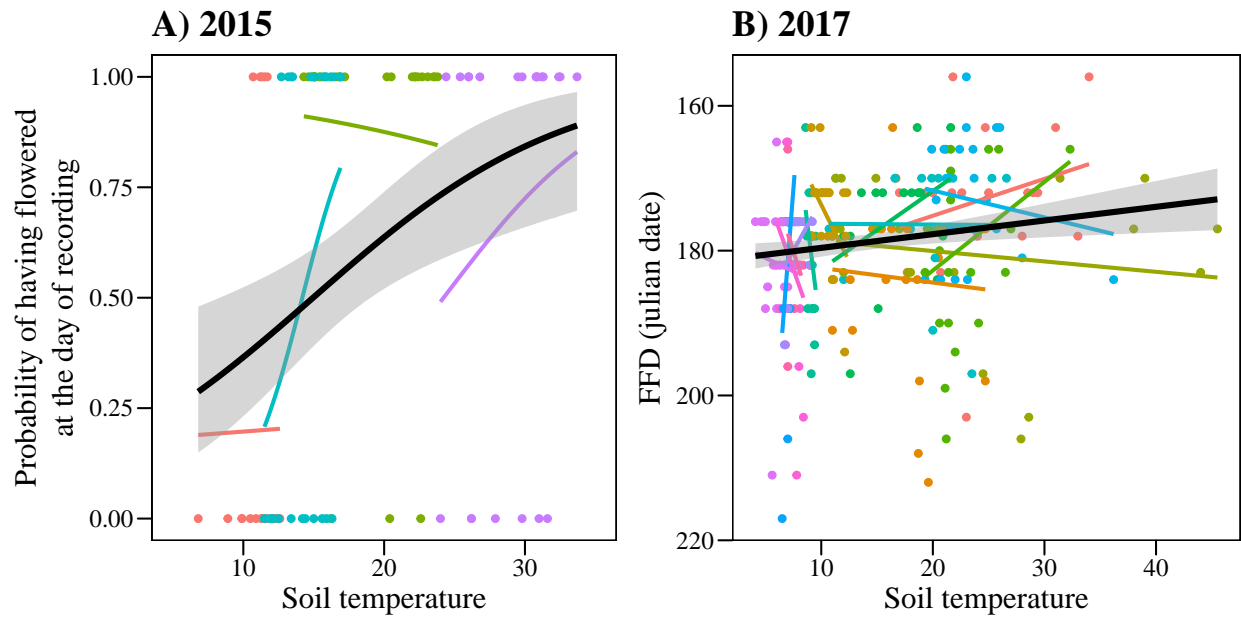 A) 2015
Probability of having flowered
at the day of recording
1.00
0.75
0.50
0.25
0.00
10
20
30
Soil temperature
B) 2017
FFD (julian date)
160
180
200
220
10
20
30
40
Soil temperature